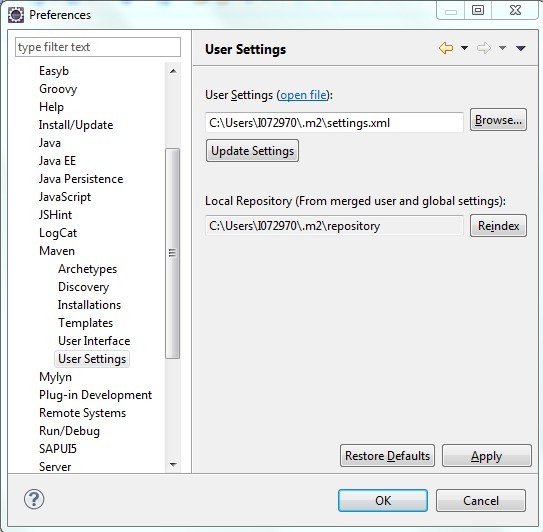 Preferences
type filter text
Easyb
Groovy
Help
Install/Update
Java
Java EE
Java Persistence
JavaScript
JSHint
LogCat
Maven
Archetypes
Discovery
Installations
Templates
User Interface
User Settings
Mylyn
Plug-in Development
Remote Systems
Run/Debug
SAPUI5
Server
User Settings
User Settings (open file):
C:\Users\I072970\.m2\settings.xml
Browse...
Update Settings
Local Repository (From merged user and global settings):
C:\Users\I072970\.m2\repository
Reindex
Restore Defaults
Apply
?
OK
Cancel